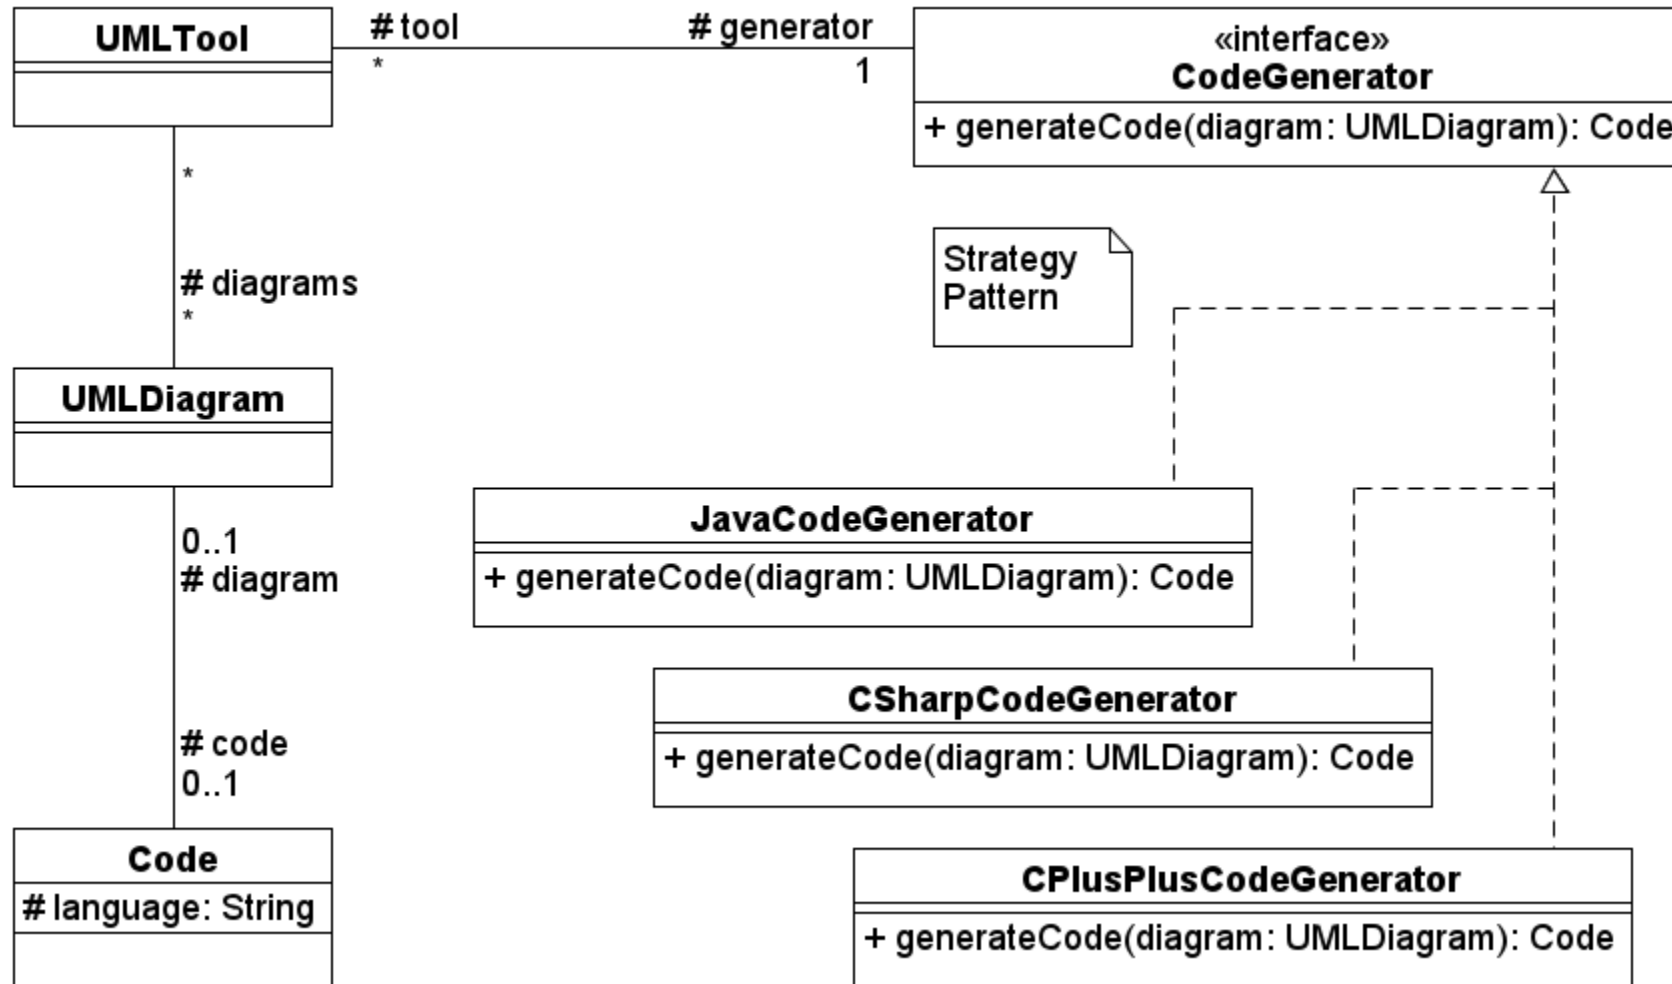 UMLTool
# tool
*
# generator
1
«interface»
CodeGenerator
+ generateCode(diagram: UMLDiagram): Code
*
# diagrams
*
Strategy
Pattern
UMLDiagram
0..1
# diagram
JavaCodeGenerator
+ generateCode(diagram: UMLDiagram): Code
CSharpCodeGenerator
+ generateCode(diagram: UMLDiagram): Code
# code
0..1
Code
# language: String
CPlusPlusCodeGenerator
+ generateCode(diagram: UMLDiagram): Code